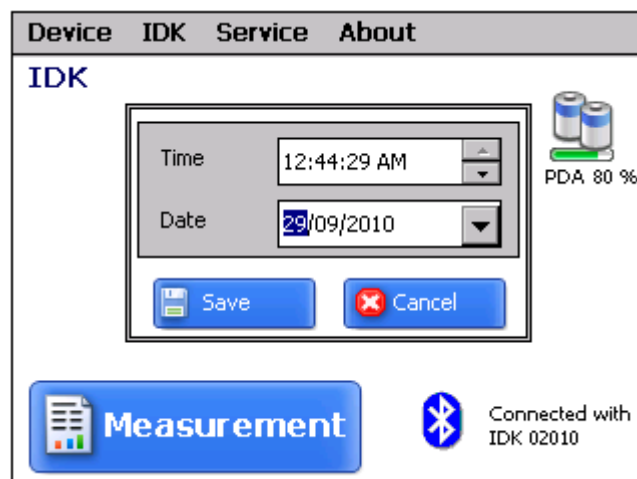 Device IDK Service About
IDK
Time 12:44:29 AM
PDA 80 %
Date 29/09/2010
Save Cancel
Measurement
Connected with
IDK 02010